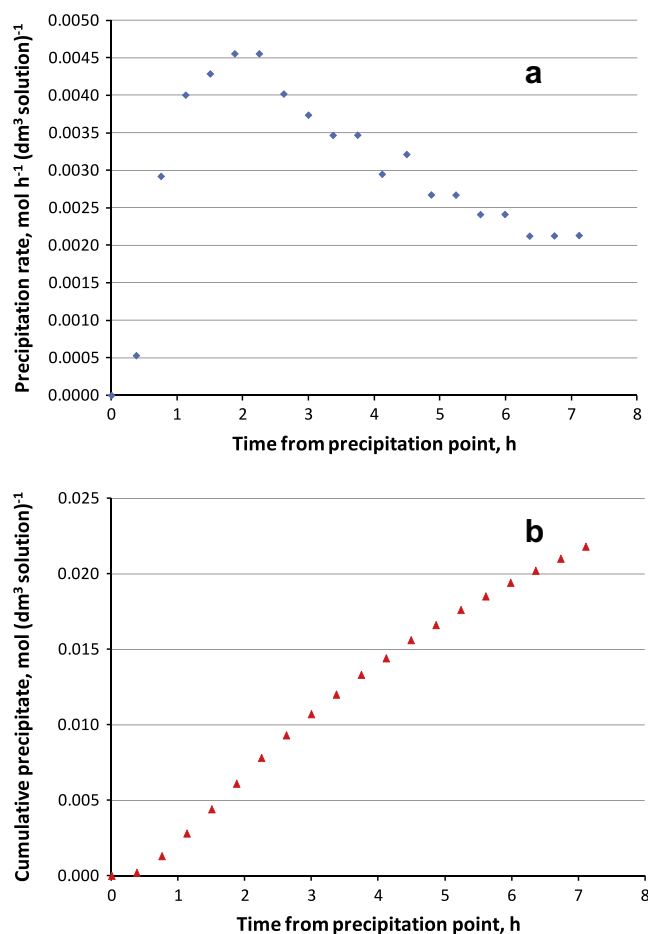 0.0050
0.0045
0.0040
0.0035
0.0030
0.0025
0.0020
0.0015
0.0010
0.0005
0.0000
Precipitation rate, mol h⁻¹ (dm³ solution)⁻¹
a
0 1 2 3 4 5 6 7 8
Time from precipitation point, h
0.025
0.020
0.015
0.010
0.005
0.000
Cumulative precipitate, mol (dm³ solution)⁻¹
b
0 1 2 3 4 5 6 7 8
Time from precipitation point, h